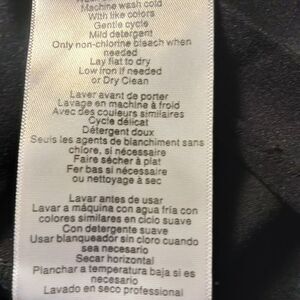 Machine wash cold
With like colors
Gentle cycle
Mild detergent
Only non-chlorine bleach when
needed
Lay flat to dry
Low iron if needed
or Dry Clean
Laver avant de porter
Lavage en machine à froid
Avec des couleurs similaires
Cycle délicat
Détergent doux
Seuls les agents de blanchiment sans
chlore, si nécessaire
Faire sécher à plat
Fer bas si nécessaire
ou nettoyage à sec
Lavar antes de usar
Lavar a máquina con agua fría con
colores similares en ciclo suave
Con detergente suave
Usar blanqueador sin cloro cuando
sea necesario
Secar horizontal
Planchar a temperatura baja si es
necesario
Lavado en seco professional